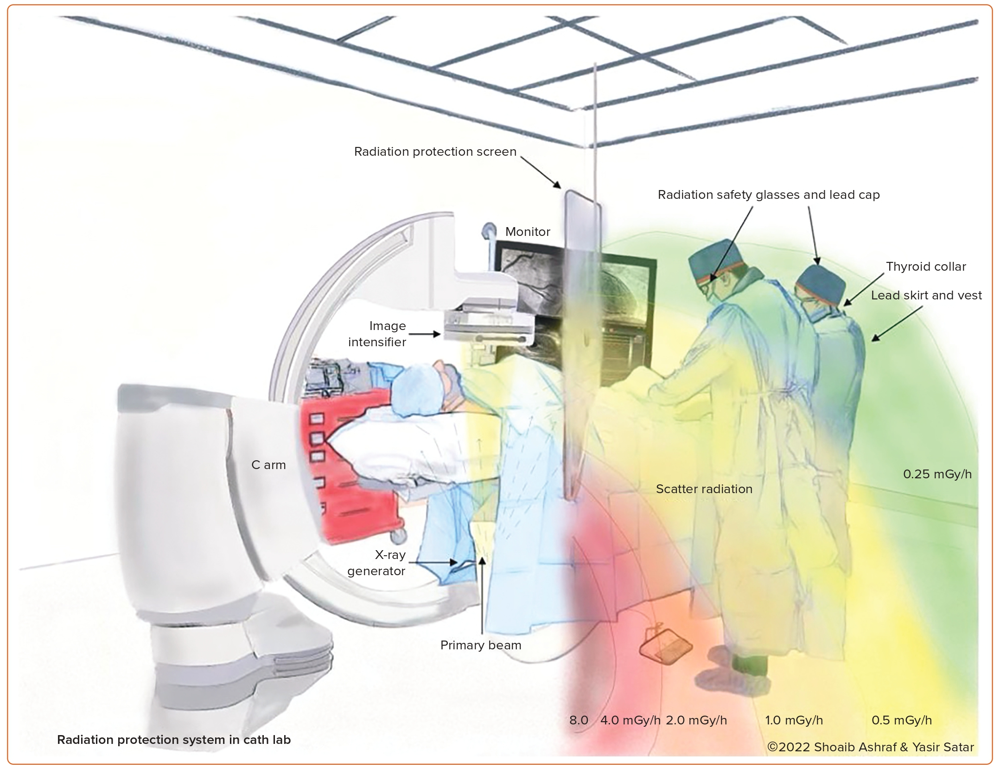 Radiation protection screen
Radiation safety glasses and lead cap
Monitor
Thyroid collar
Lead skirt and vest
Image
intensifier
C arm
0.25 mGy/h
Scatter radiation
X-ray
generator
Primary beam
8.0 4.0 mGy/h 2.0 mGy/h 1.0 mGy/h 0.5 mGy/h
Radiation protection system in cath lab
©2022 Shoaib Ashraf & Yasir Satar